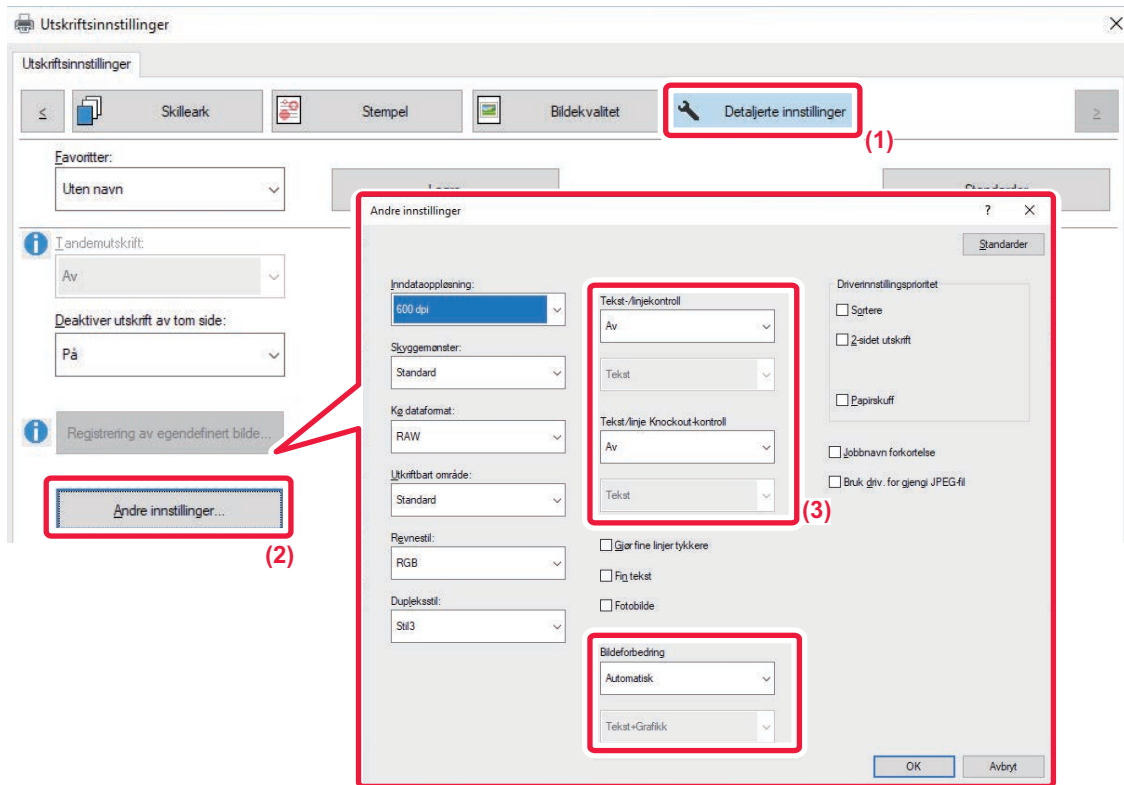 Utskriftsinnstillinger
Utskriftsinnstillinger
<
Skilleark
Stempel
Bildekvalitet
Detaljerte innstillinger
>
(1)
Favoritter:
Uten navn
Tandemutskrift:
Av
Deaktiver utskrift av tom side:
På
Registrering av egendefinert bilde...
Andre innstillinger...
(2)
Andre innstillinger
?
Standarder
Inndataoppløsning:
600 dpi
Skyggemønster:
Standard
Kø dataformat:
RAW
Utkriftbart område:
Standard
Revnestil:
RGB
Dupleksstil:
Stil3
Tekst-/linjekontroll
Av
Tekst
Tekst/linje Knockout-kontroll
Av
Tekst
(3)
Gjør fine linjer tykkere
Fin tekst
Fotobilde
Bildeforbedring
Automatisk
Tekst+Grafikk
Driverinnstillingsprioritet
Sortere
2-sidet utskrift
Papirskuff
Jobbnavn forkortelse
Bruk driv. for gjengi JPEG-fil
OK
Avbryt